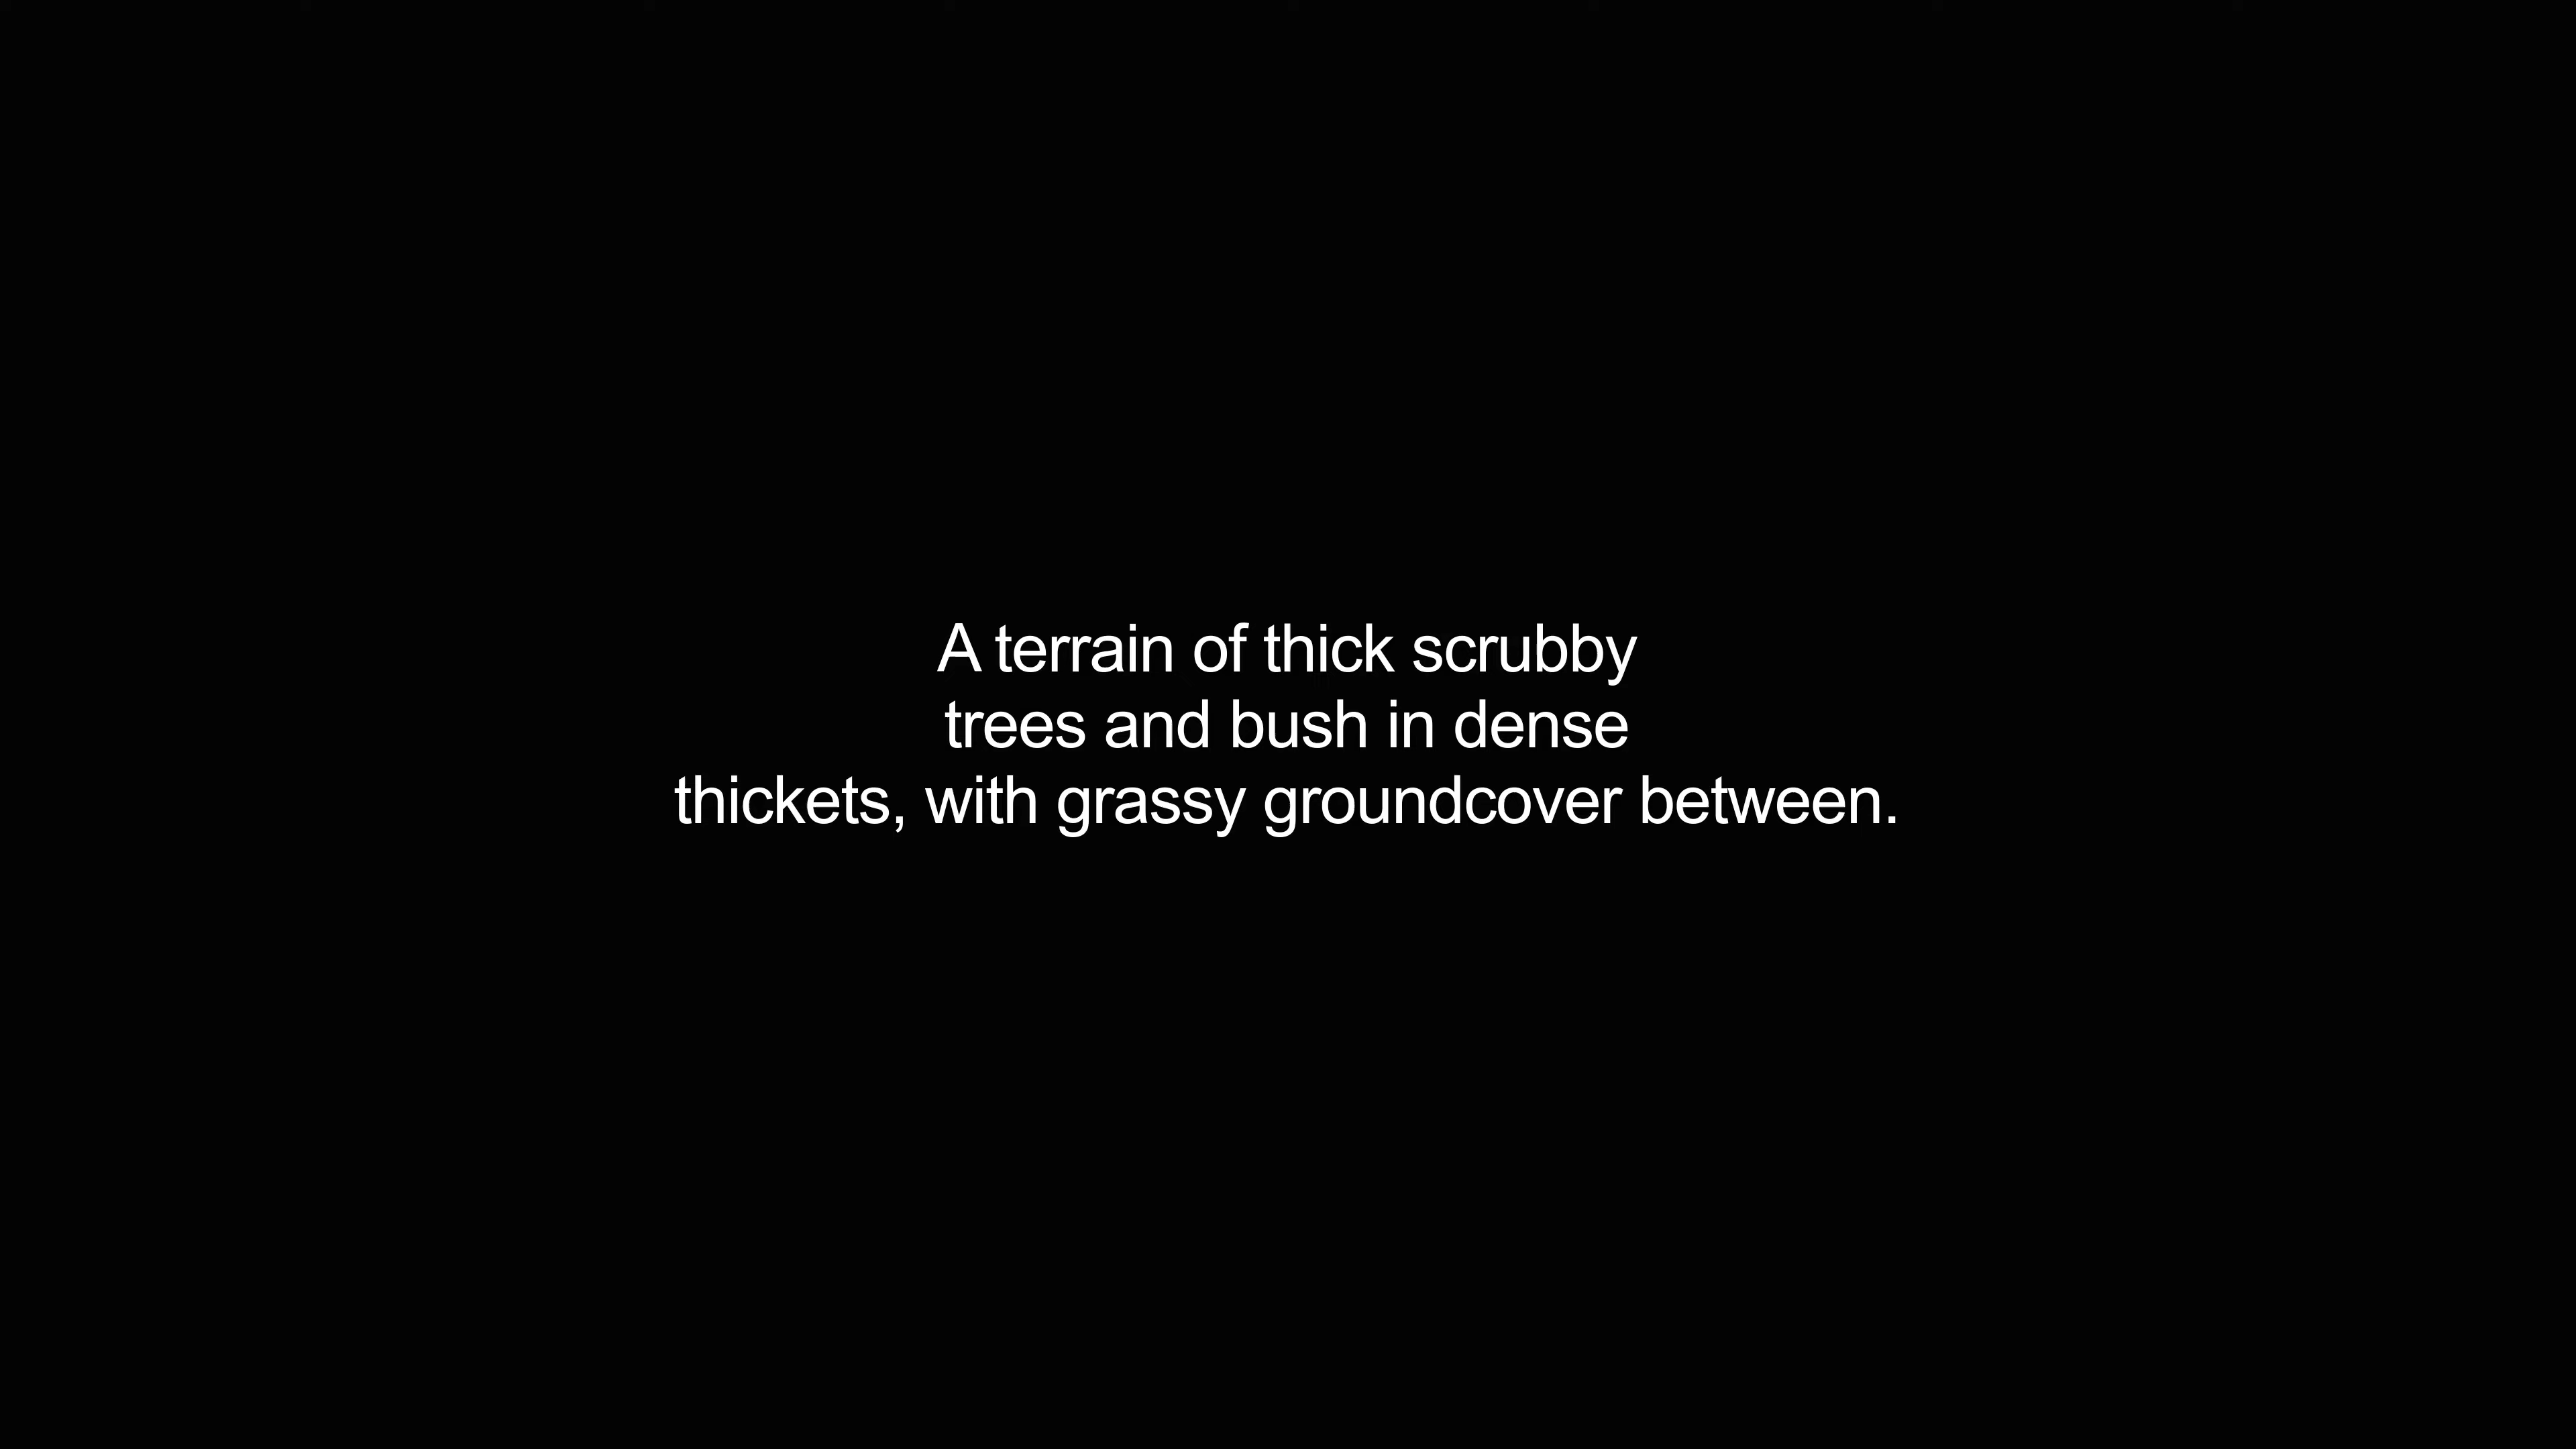 A terrain of thick scrubby
trees and bush in dense
thickets, with grassy groundcover between.